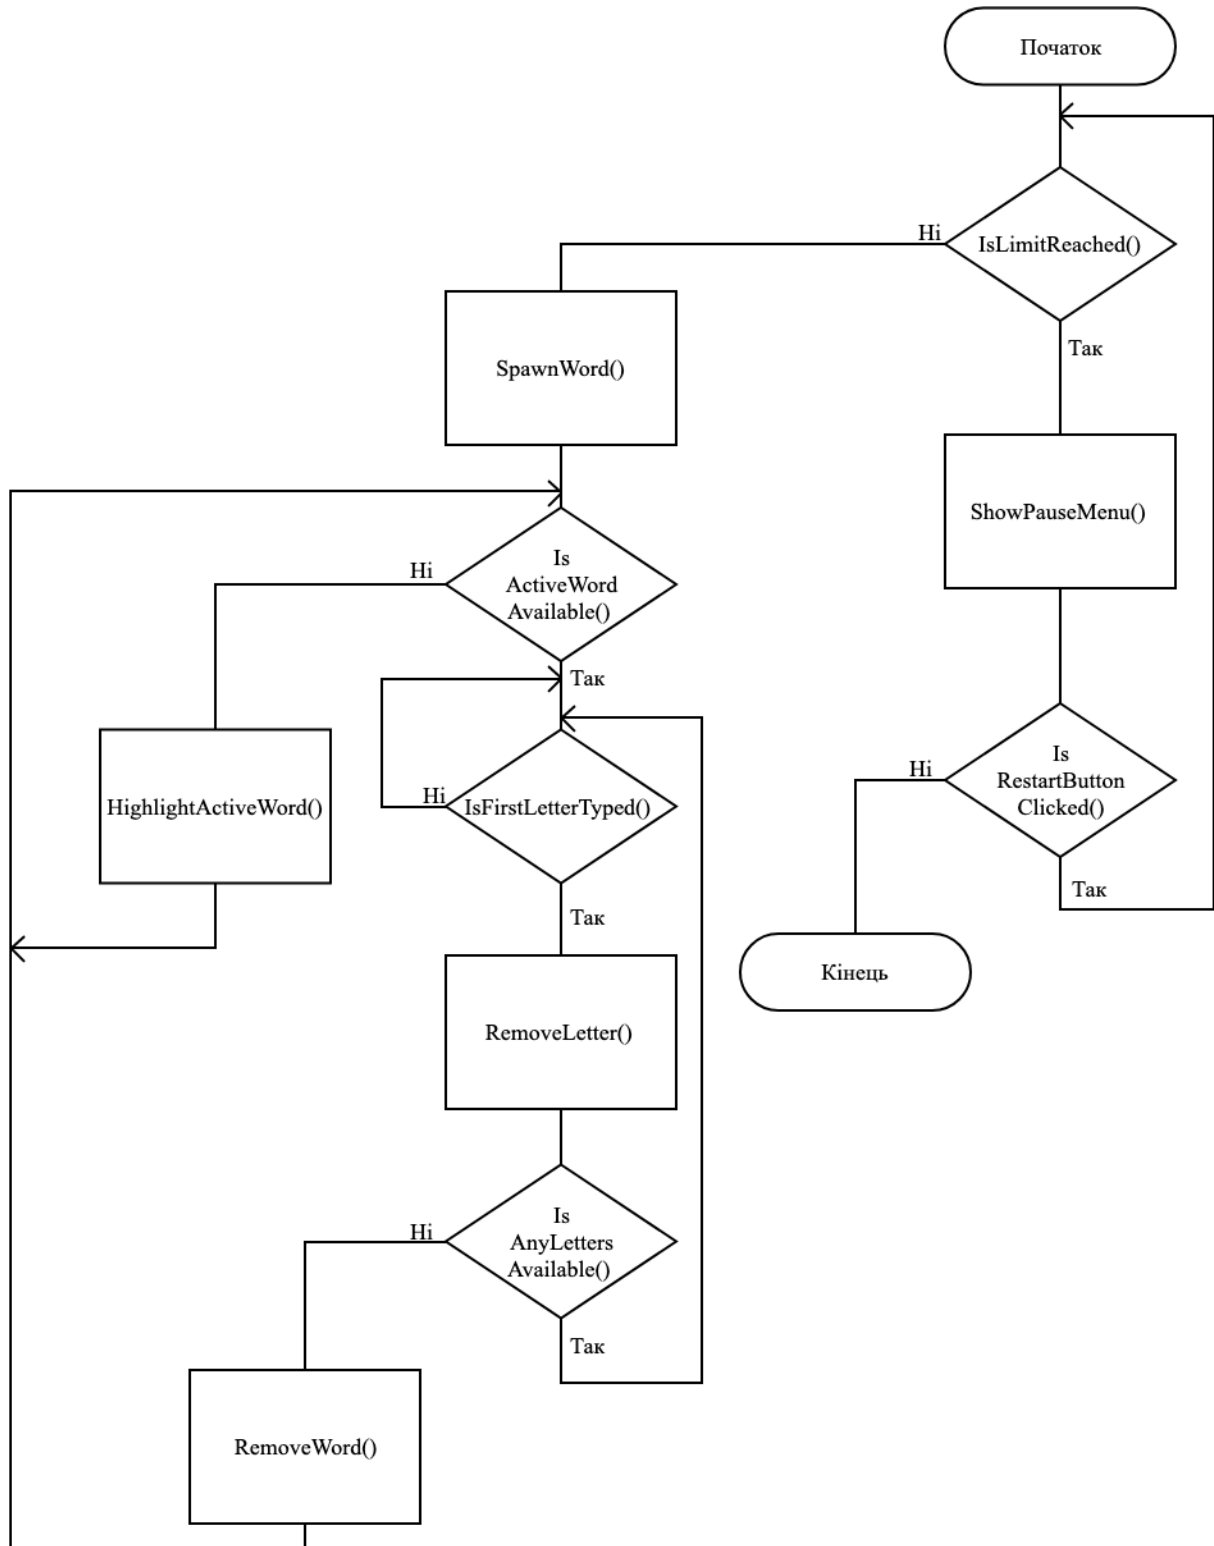 Початок
IsLimitReached()
Ні
Так
SpawnWord()
ShowPauseMenu()
Is
ActiveWord
Available()
Ні
Так
HighlightActiveWord()
IsFirstLetterTyped()
Ні
Так
Is
RestartButton
Clicked()
Ні
Так
Кінець
RemoveLetter()
Is
AnyLetters
Available()
Ні
Так
RemoveWord()